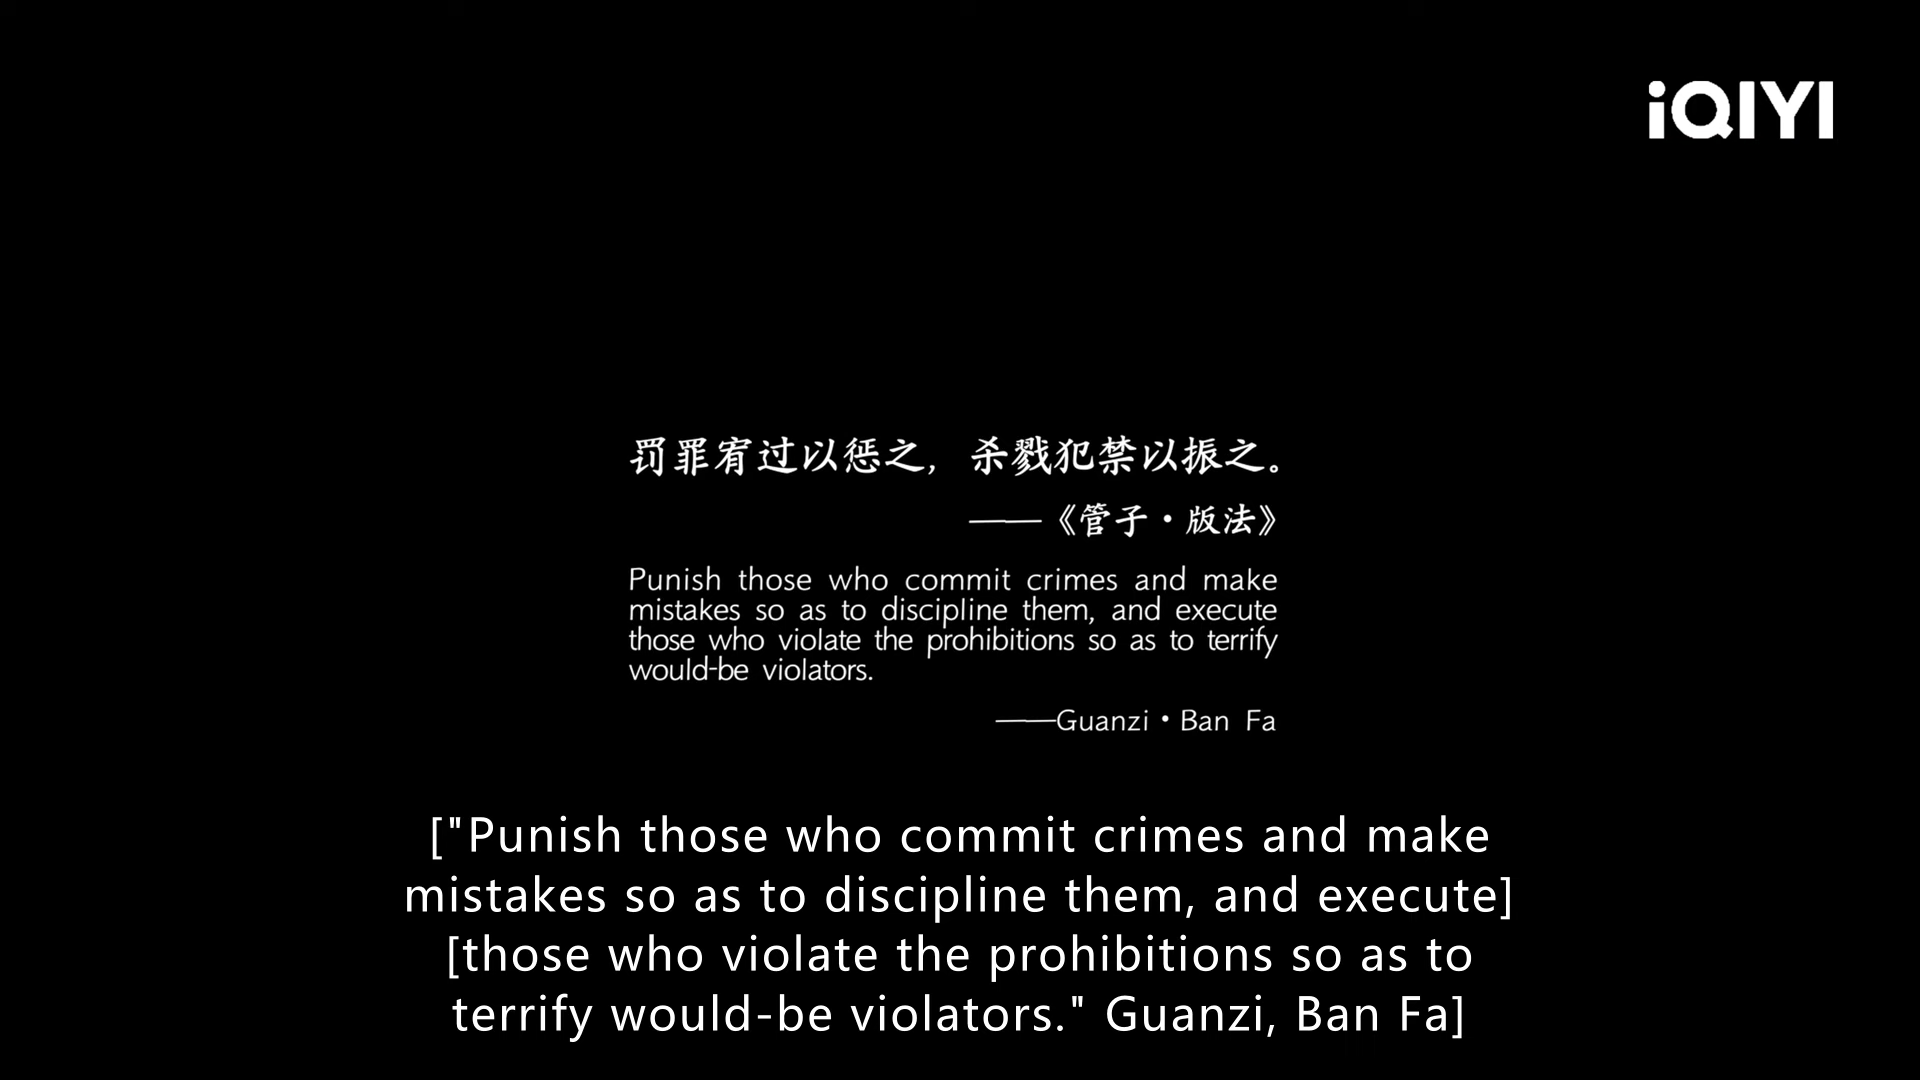 iQIYI
罚罪宥过以惩之，杀戮犯禁以振之。
——《管子·版法》
Punish those who commit crimes and make
mistakes so as to discipline them, and execute
those who violate the prohibitions so as to terrify
would-be violators.
——Guanzi·Ban Fa
["Punish those who commit crimes and make
mistakes so as to discipline them, and execute]
[those who violate the prohibitions so as to
terrify would-be violators." Guanzi, Ban Fa]